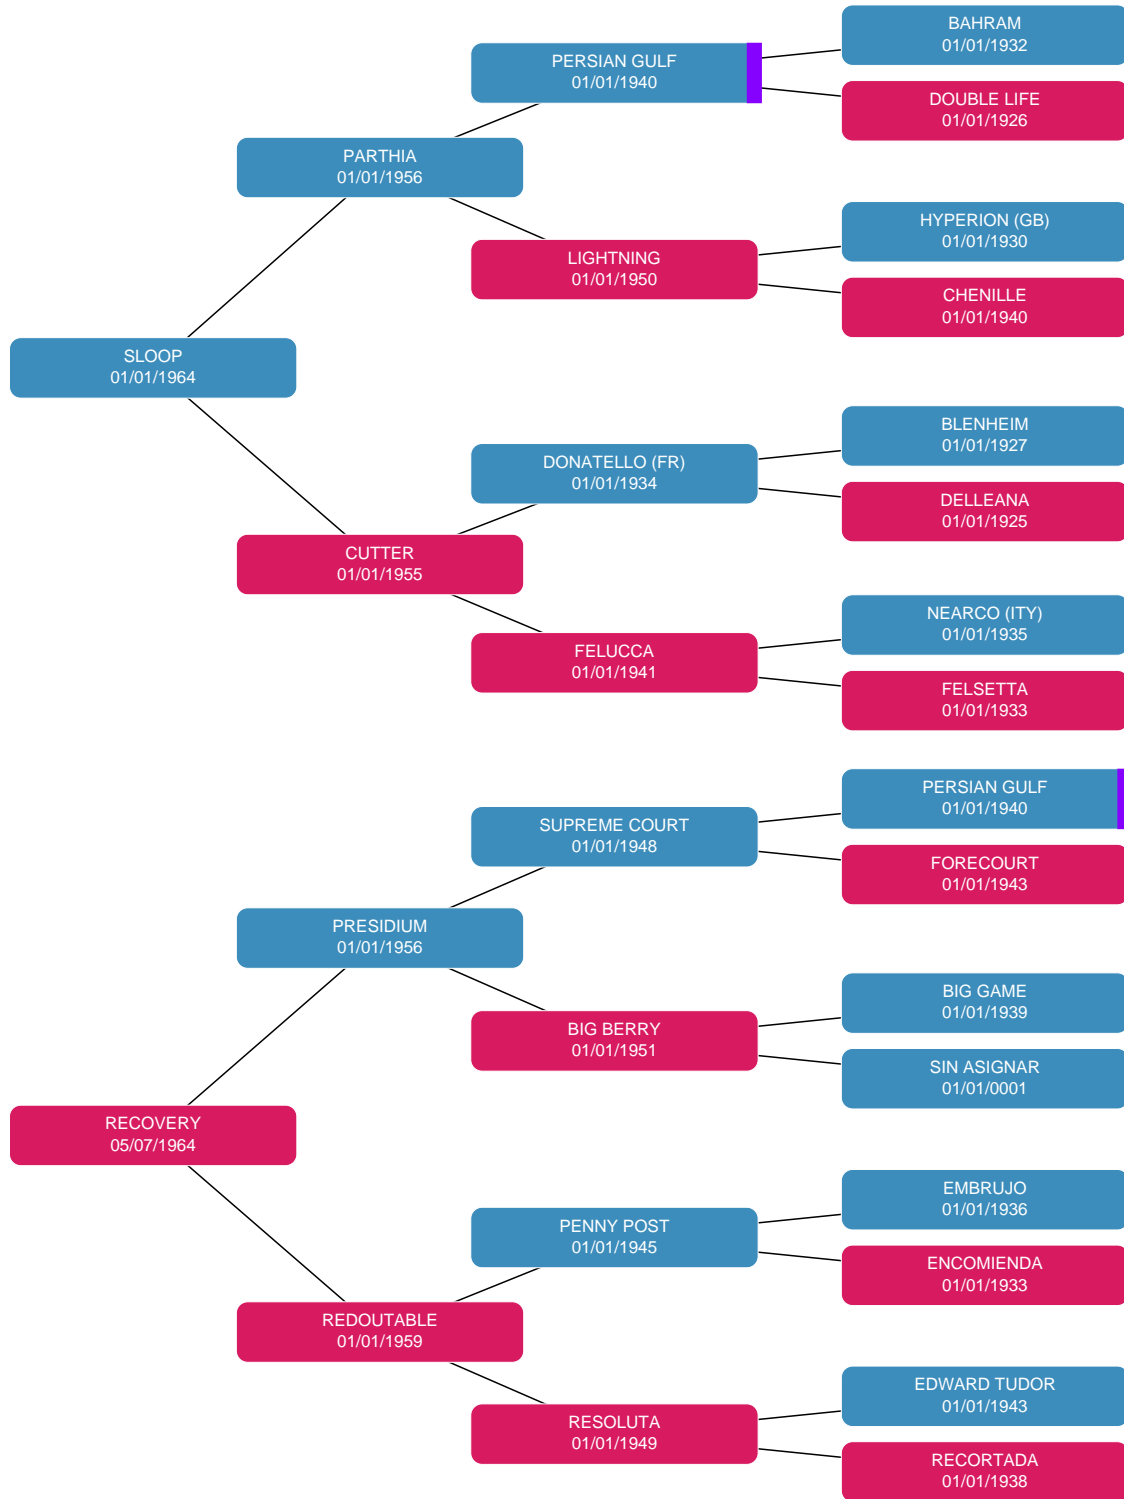 BAHRAM
01/01/1932
PERSIAN GULF
01/01/1940
DOUBLE LIFE
01/01/1926
PARTHIA
01/01/1956
HYPERION (GB)
01/01/1930
LIGHTNING
01/01/1950
CHENILLE
01/01/1940
SLOOP
01/01/1964
BLENHEIM
01/01/1927
DONATELLO (FR)
01/01/1934
DELLEANA
01/01/1925
CUTTER
01/01/1955
NEARCO (ITY)
01/01/1935
FELUCCA
01/01/1941
FELSETTA
01/01/1933
PERSIAN GULF
01/01/1940
SUPREME COURT
01/01/1948
FORECOURT
01/01/1943
PRESIDIUM
01/01/1956
BIG GAME
01/01/1939
BIG BERRY
01/01/1951
SIN ASIGNAR
01/01/0001
RECOVERY
05/07/1964
EMBRUJO
01/01/1936
PENNY POST
01/01/1945
ENCOMIENDA
01/01/1933
REDOUTABLE
01/01/1959
EDWARD TUDOR
01/01/1943
RESOLUTA
01/01/1949
RECORTADA
01/01/1938